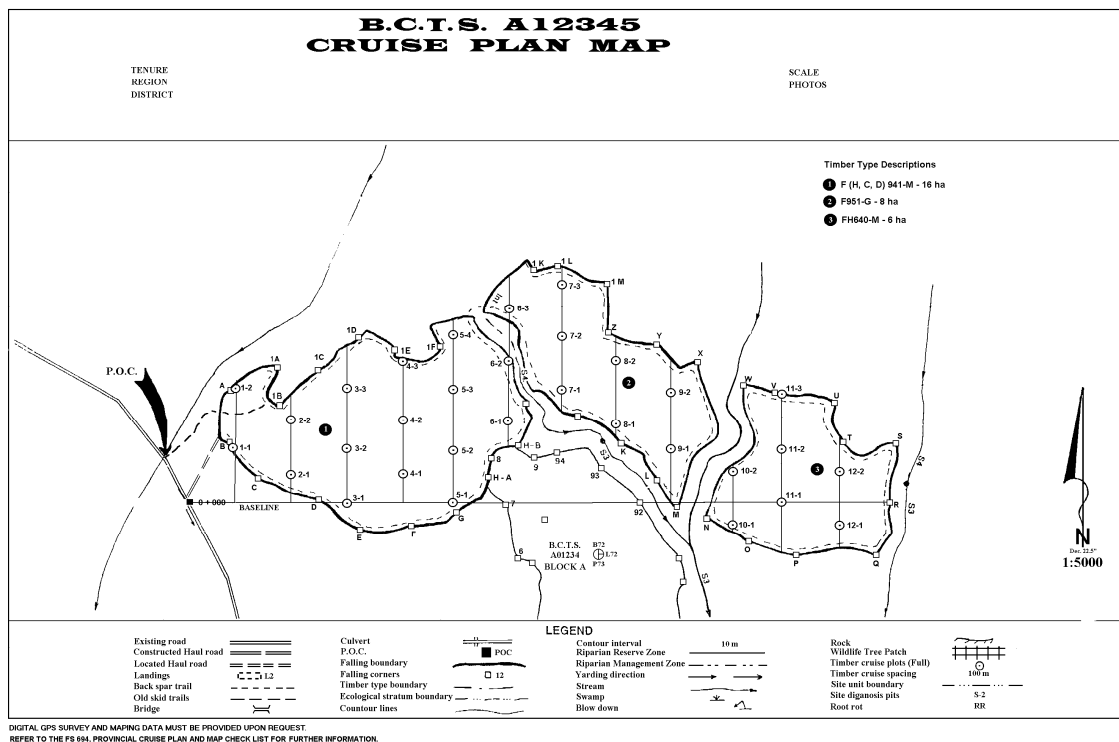 B.C.T.S. A12345
CRUISE PLAN MAP
TENURE
REGION
DISTRICT
SCALE
PHOTOS
Timber Type Descriptions
1 F (H, C, D) 941-M - 16 ha
2 F951-G - 8 ha
3 FH640-M - 6 ha
1 K
1 L
1 M
7-3
6-3
Int
Z
Y
X
1D
1E
1F
5-4
7-2
8-2
6-2
4-3
1C
1A
P.O.C.
S4
A
1-2
3-3
5-3
7-1
2
9-2
W
V
11-3
U
1B
2-2
4-2
6-1
8-1
1
T
S
B
1-1
3-2
5-2
H-B
K
S3
9-1
11-2
8
9
94
93
L
10-2
3
12-2
S4
C
2-1
4-1
H - A
0 + 000
BASELINE
D
3-1
5-1
7
92
M
11-1
R
S3
E
F
G
N
10-1
12-1
O
P
Q
6
B.C.T.S.
A01234
BLOCK A
B72
L72
P73
S3
N
Dec. 22.5"
1:5000
LEGEND
Existing road
Constructed Haul road
Located Haul road
Landings L2
Back spar trail
Old skid trails
Bridge
Culvert
P.O.C. POC
Falling boundary
Falling corners 12
Timber type boundary
Ecological stratum boundary
Countour lines
Contour interval 10 m
Riparian Reserve Zone
Riparian Management Zone
Yarding direction
Stream
Swamp
Blow down
Rock
Wildlife Tree Patch
Timber cruise plots (Full)
Timber cruise spacing 100 m
Site unit boundary
Site diganosis pits S-2
Root rot RR
DIGITAL GPS SURVEY AND MAPING DATA MUST BE PROVIDED UPON REQUEST.
REFER TO THE FS 694. PROVINCIAL CRUISE PLAN AND MAP CHECK LIST FOR FURTHER INFORMATION.